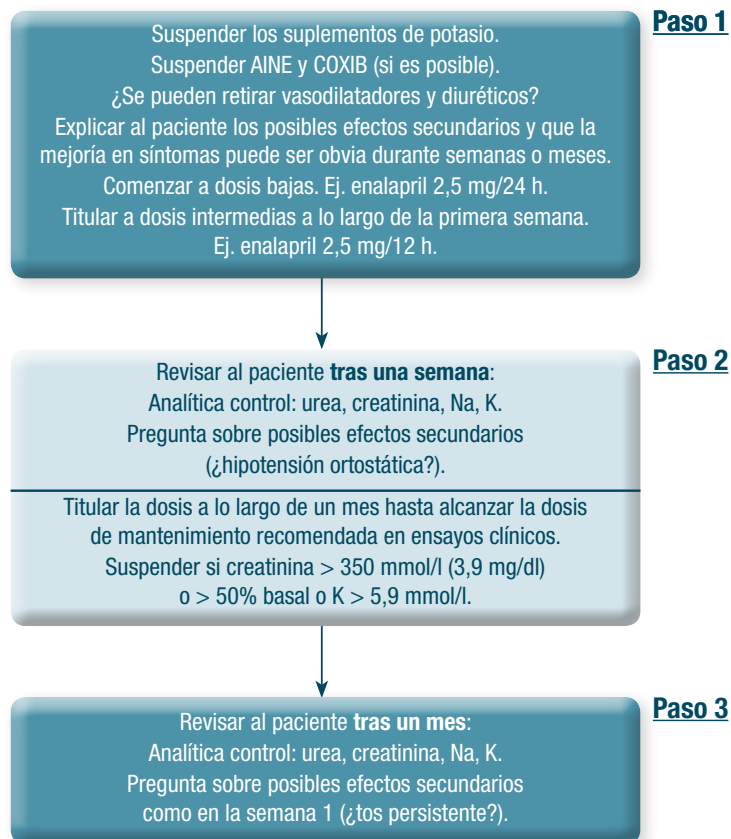 Paso 1
Suspender los suplementos de potasio.
Suspender AINE y COXIB (si es posible).
¿Se pueden retirar vasodilatadores y diuréticos?
Explicar al paciente los posibles efectos secundarios y que la
mejoría en síntomas puede ser obvia durante semanas o meses.
Comenzar a dosis bajas. Ej. enalapril 2,5 mg/24 h.
Titular a dosis intermedias a lo largo de la primera semana.
Ej. enalapril 2,5 mg/12 h.
Paso 2
Revisar al paciente tras una semana:
Analítica control: urea, creatinina, Na, K.
Pregunta sobre posibles efectos secundarios
(¿hipotensión ortostática?).
Titular la dosis a lo largo de un mes hasta alcanzar la dosis
de mantenimiento recomendada en ensayos clínicos.
Suspender si creatinina > 350 mmol/l (3,9 mg/dl)
o > 50% basal o K > 5,9 mmol/l.
Paso 3
Revisar al paciente tras un mes:
Analítica control: urea, creatinina, Na, K.
Pregunta sobre posibles efectos secundarios
como en la semana 1 (¿tos persistente?).